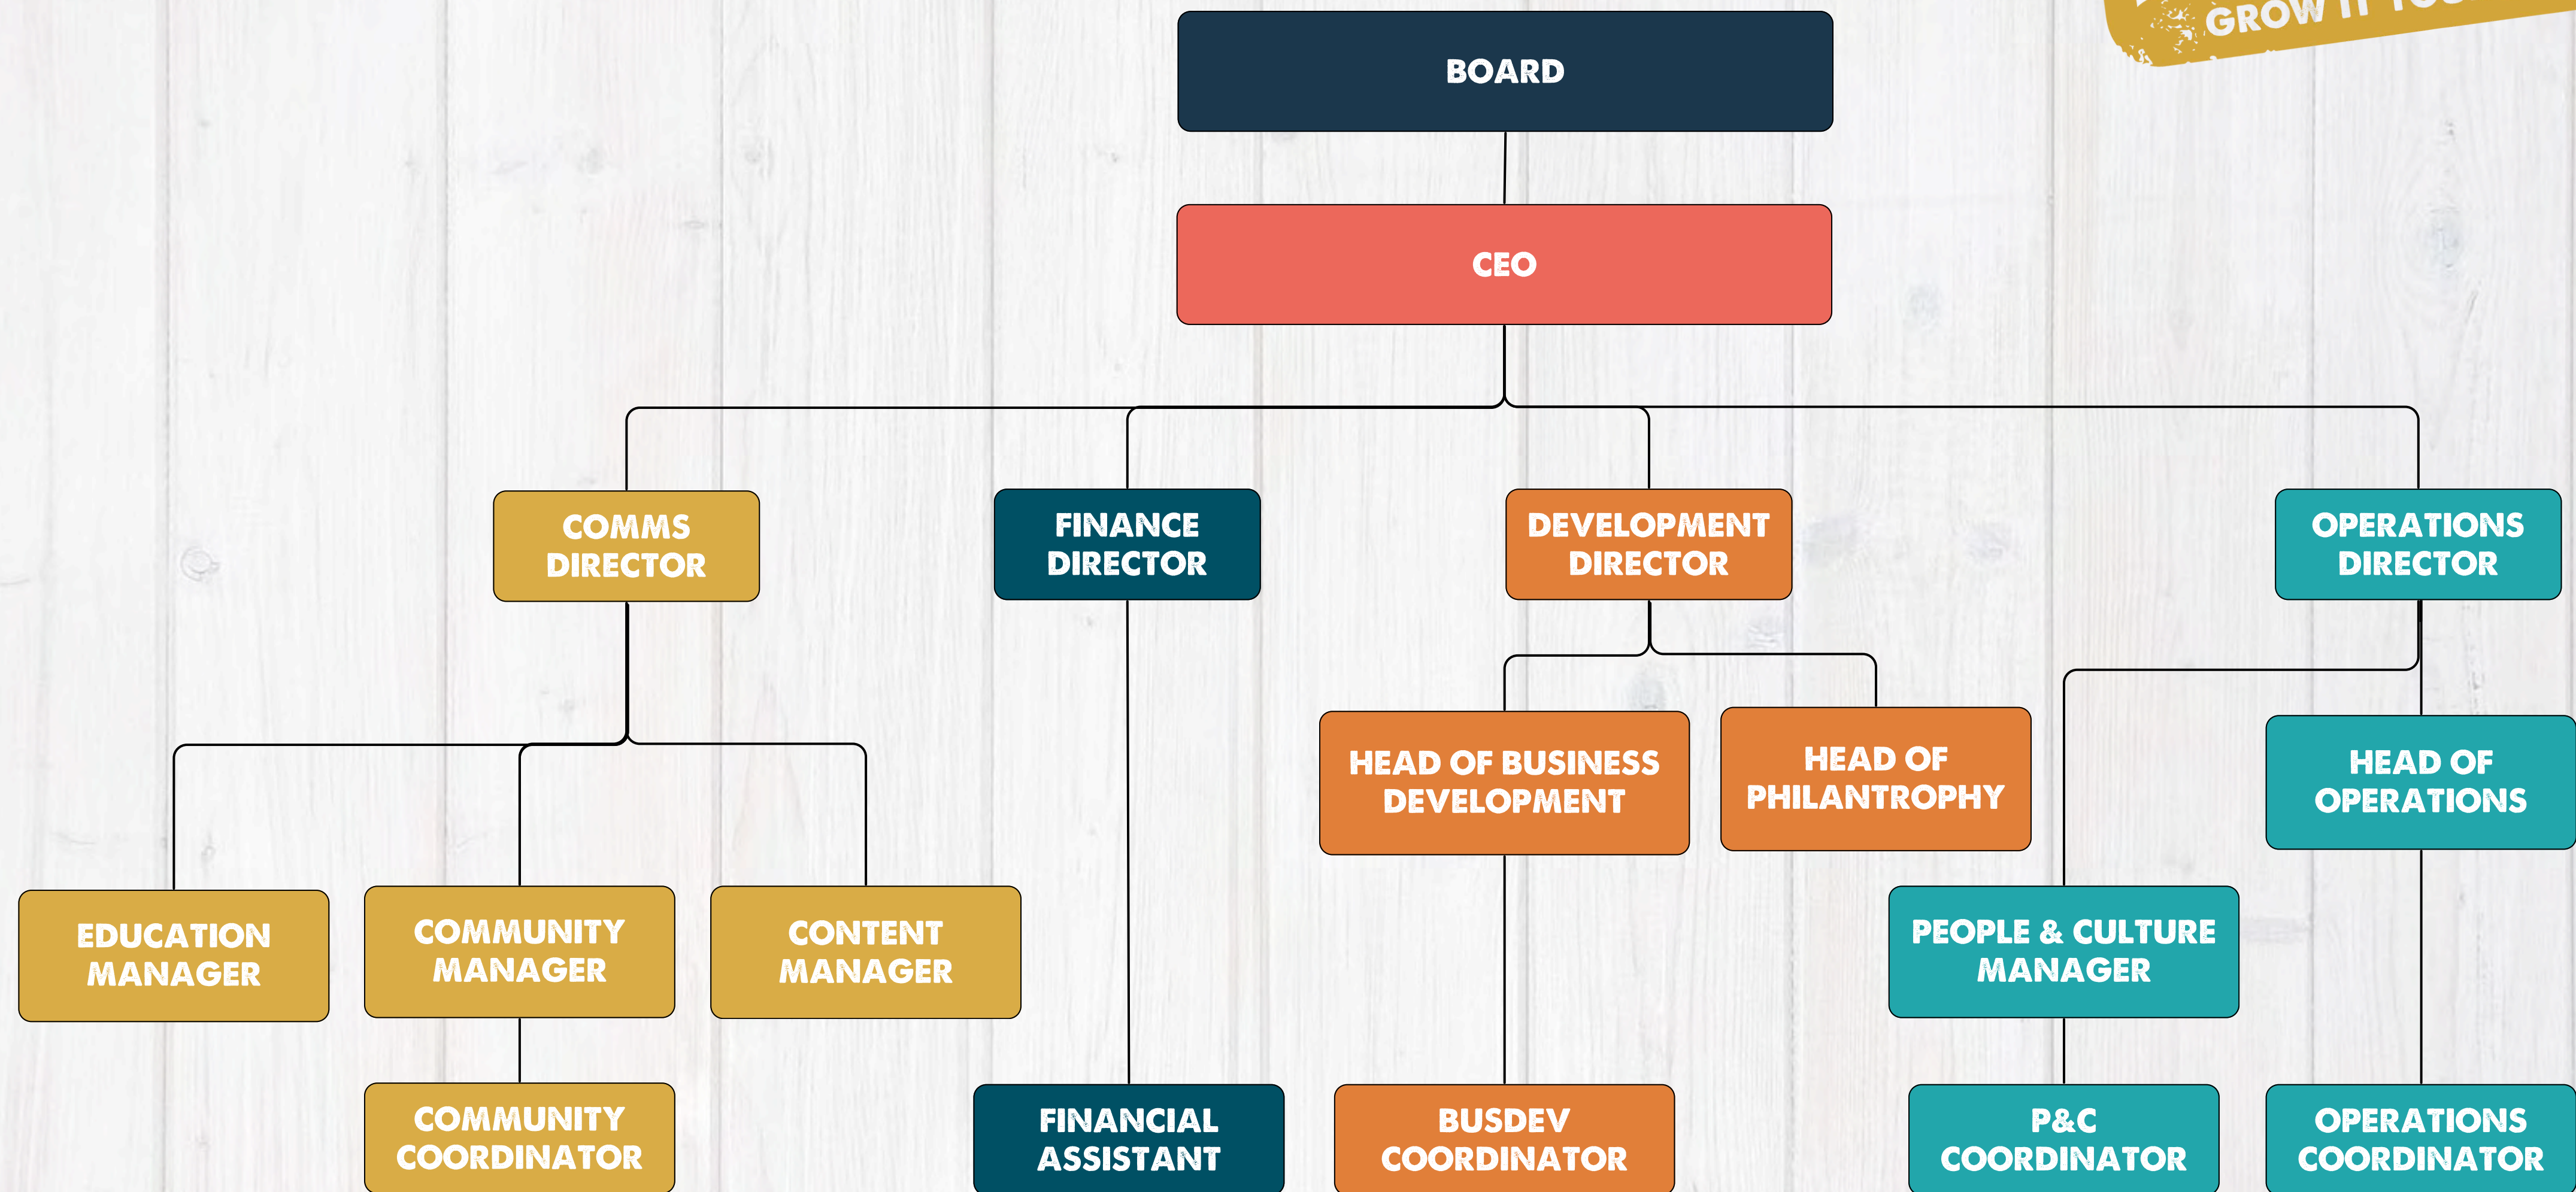 GROW IT
BOARD
CEO
COMMS
DIRECTOR
FINANCE
DIRECTOR
DEVELOPMENT
DIRECTOR
OPERATIONS
DIRECTOR
HEAD OF BUSINESS
DEVELOPMENT
HEAD OF
PHILANTROPHY
HEAD OF
OPERATIONS
EDUCATION
MANAGER
COMMUNITY
MANAGER
CONTENT
MANAGER
PEOPLE & CULTURE
MANAGER
COMMUNITY
COORDINATOR
FINANCIAL
ASSISTANT
BUSDEV
COORDINATOR
P&C
COORDINATOR
OPERATIONS
COORDINATOR